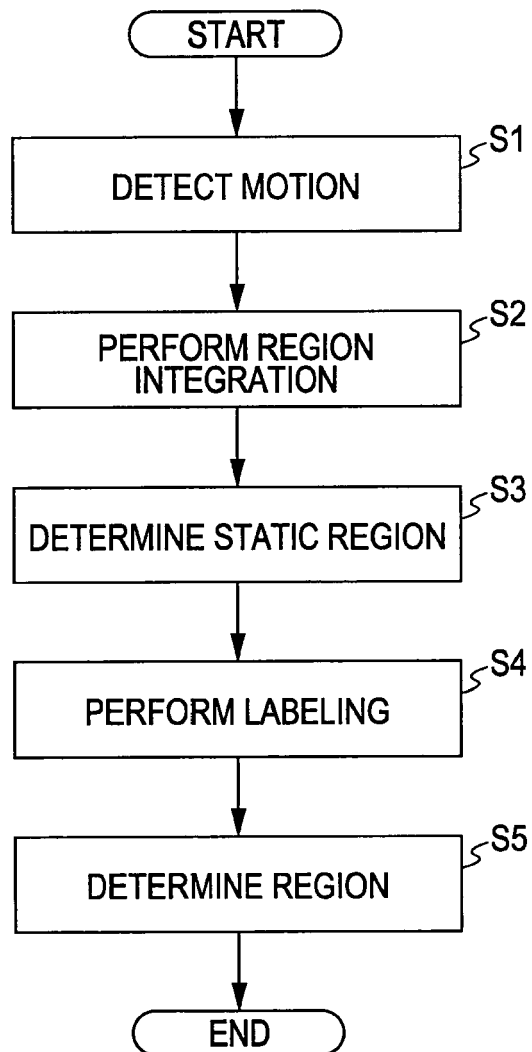 START
S1
DETECT MOTION
S2
PERFORM REGION
INTEGRATION
S3
DETERMINE STATIC REGION
S4
PERFORM LABELING
S5
DETERMINE REGION
END